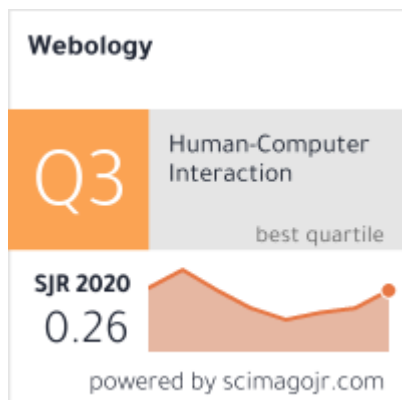 Webology
Q3
Human-Computer
Interaction
best quartile
SJR 2020
0.26
powered by scimagojr.com